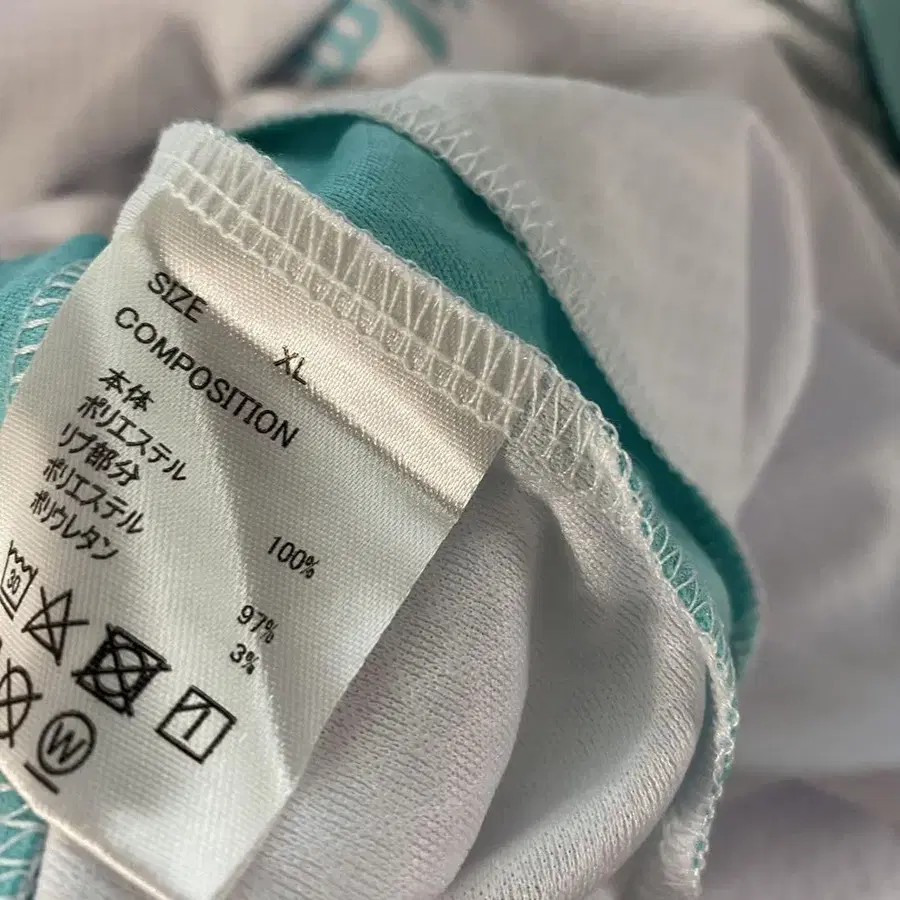 SIZE XL
COMPOSITION
本体
ポリエステル 100%
リブ部分
ポリエステル 97%
ポリウレタン 3%
30
W